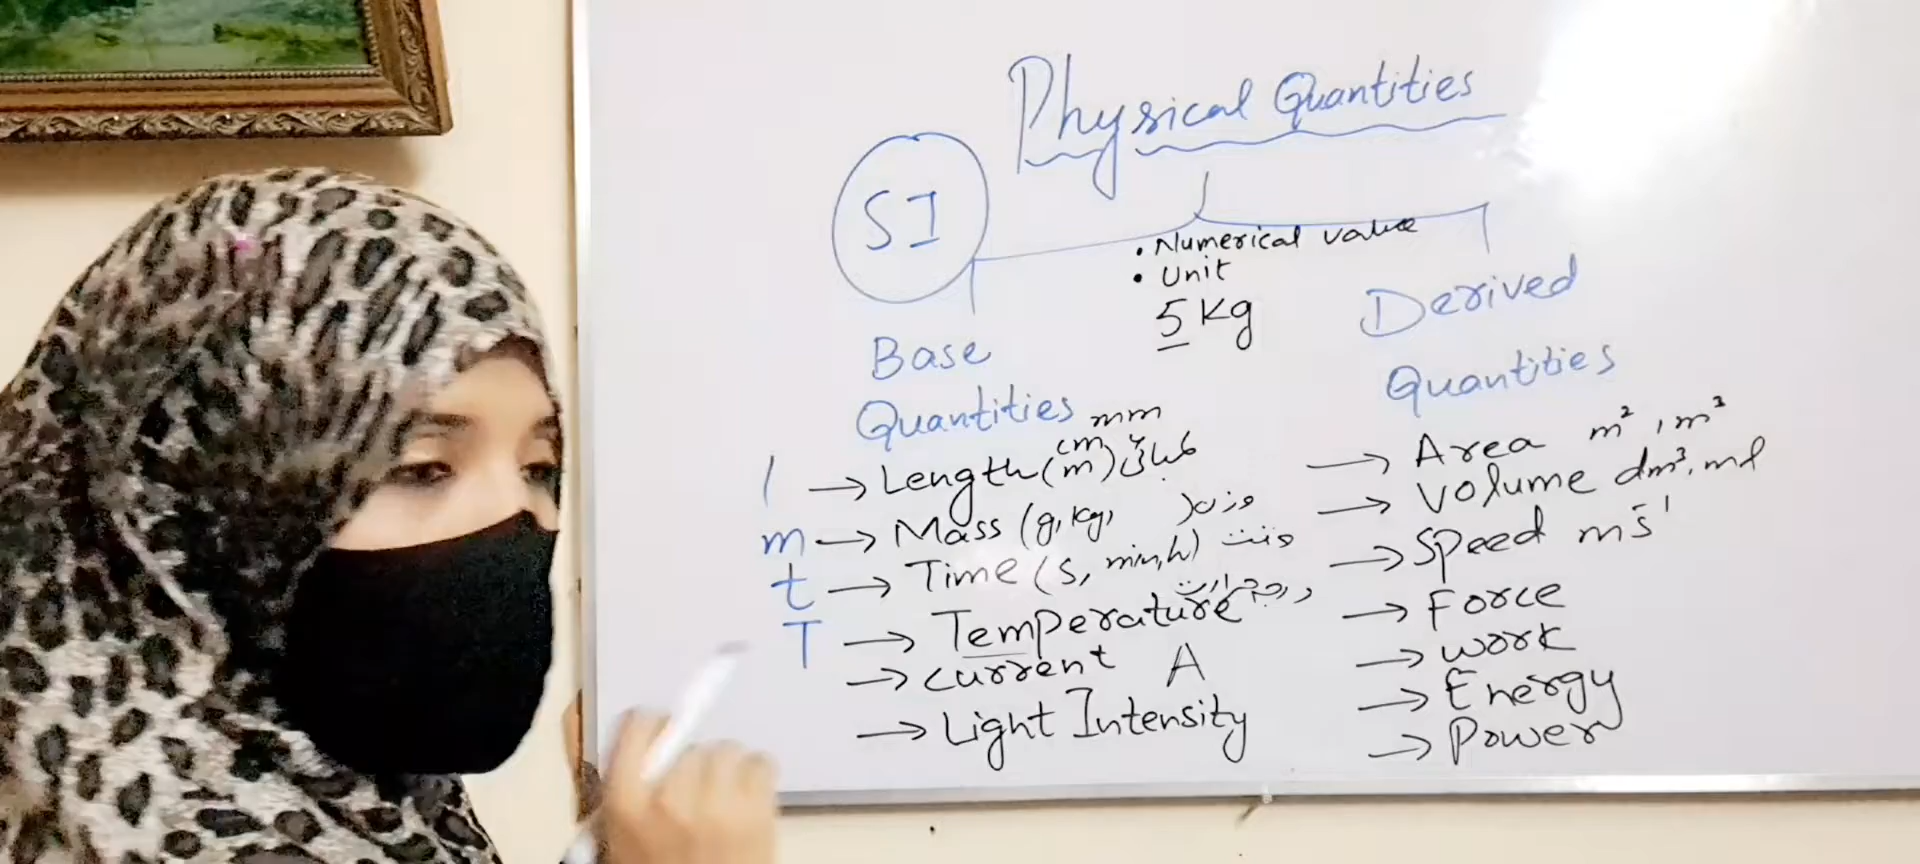 Physical Quantities
SI
• Numerical value
• Unit
5 Kg
Base
Quantities
mm
cm
l → Length (m) لمبائی
m → Mass (g, kg, وزن)
t → Time (s, min, h) وقت
T → Temperature درجہ حرارت
→ current A
→ Light Intensity
Derived
Quantities
→ Area m², m³
→ Volume dm³, ml
→ Speed ms⁻¹
→ Force
→ work
→ Energy
→ Power